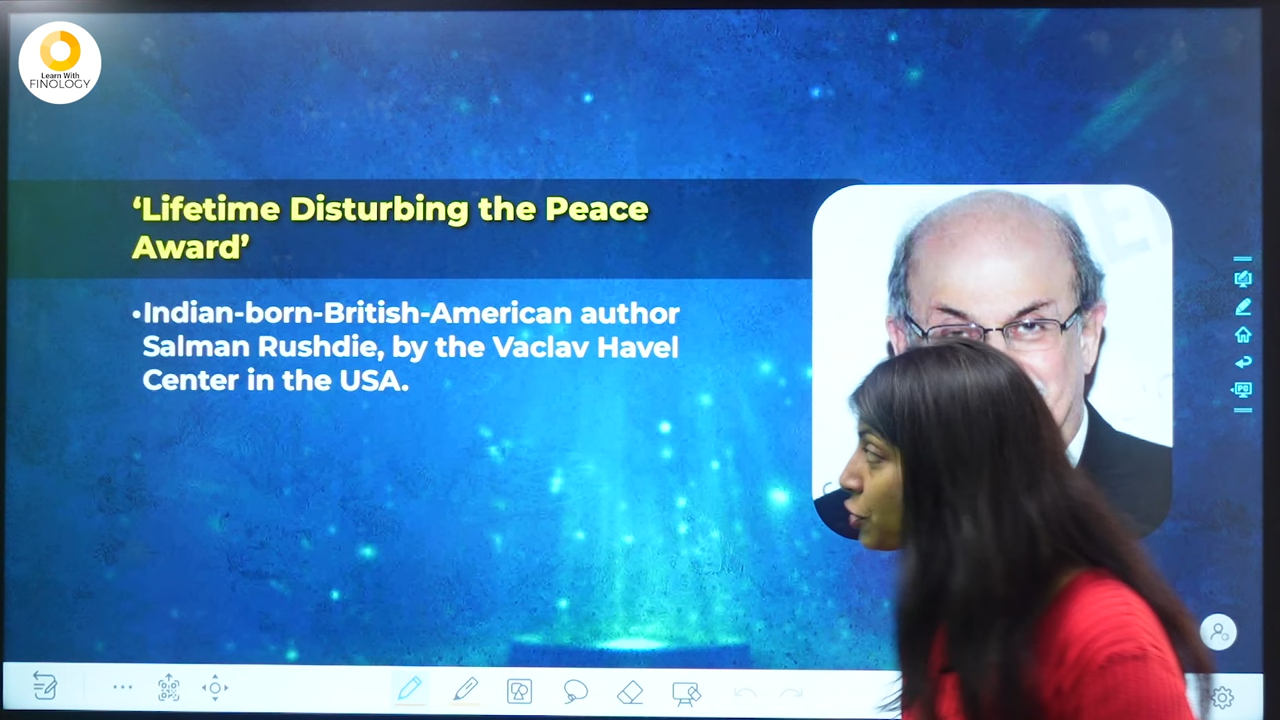 Learn With
FINOLOGY
‘Lifetime Disturbing the Peace
Award’
•Indian-born-British-American author
Salman Rushdie, by the Vaclav Havel
Center in the USA.
PC